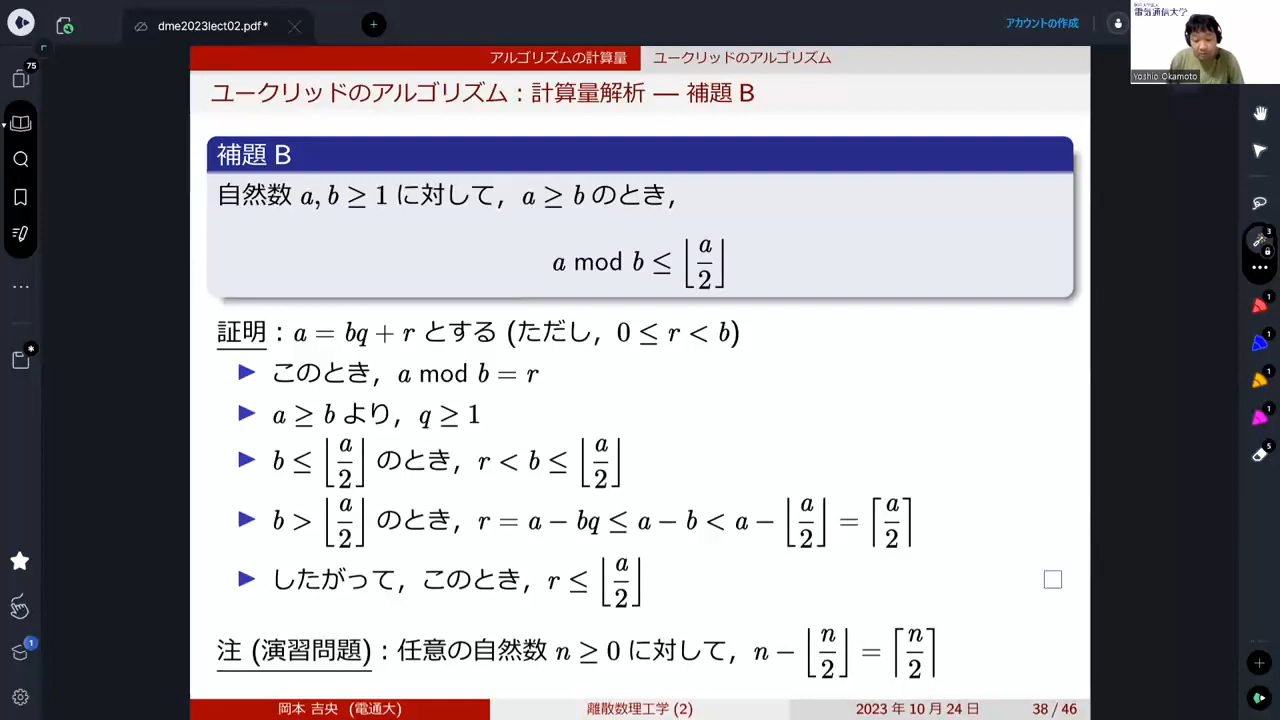 dme2023lect02.pdf*
アカウントの作成
電気通信大学
Yoshio Okamoto
75
アルゴリズムの計算量
ユークリッドのアルゴリズム
ユークリッドのアルゴリズム：計算量解析 — 補題 B
補題 B
自然数 a, b ≥ 1 に対して，a ≥ b のとき，
a mod b ≤ ⌊a/2⌋
証明：a = bq + r とする (ただし，0 ≤ r < b)
▶ このとき，a mod b = r
▶ a ≥ b より，q ≥ 1
▶ b ≤ ⌊a/2⌋ のとき，r < b ≤ ⌊a/2⌋
▶ b > ⌊a/2⌋ のとき，r = a − bq ≤ a − b < a − ⌊a/2⌋ = ⌈a/2⌉
▶ したがって，このとき，r ≤ ⌊a/2⌋ □
注 (演習問題)：任意の自然数 n ≥ 0 に対して，n − ⌊n/2⌋ = ⌈n/2⌉
岡本 吉央 (電通大)
離散数理工学 (2)
2023 年 10 月 24 日
38 / 46
3
1
1
1
1
5
1